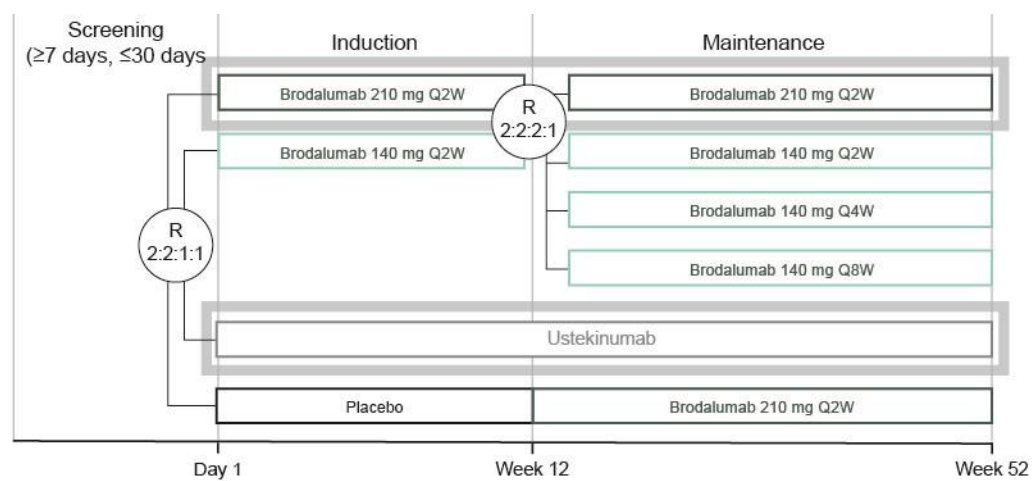 Screening
(≥7 days, ≤30 days
Induction
Maintenance
Brodalumab 210 mg Q2W
R
2:2:2:1
Brodalumab 210 mg Q2W
Brodalumab 140 mg Q2W
Brodalumab 140 mg Q2W
Brodalumab 140 mg Q4W
R
2:2:1:1
Brodalumab 140 mg Q8W
Ustekinumab
Placebo
Brodalumab 210 mg Q2W
Day 1
Week 12
Week 52